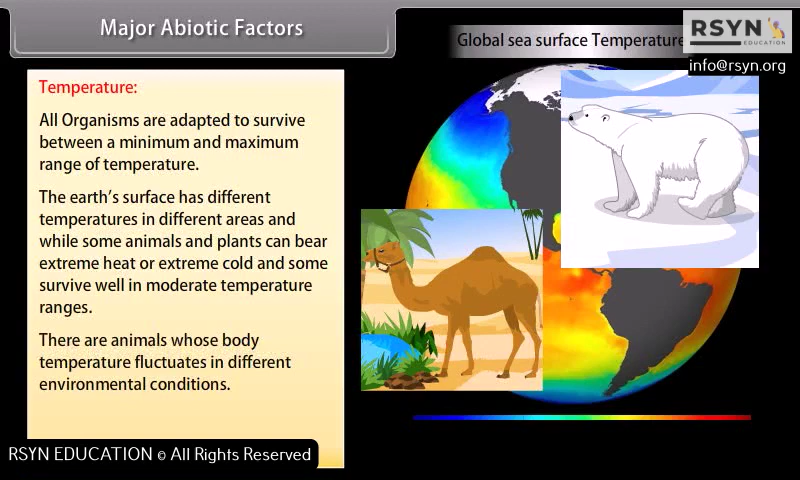 Major Abiotic Factors
Global sea surface Temperature
RSYN
EDUCATION
info@rsyn.org
Temperature:
All Organisms are adapted to survive
between a minimum and maximum
range of temperature.
The earth's surface has different
temperatures in different areas and
while some animals and plants can bear
extreme heat or extreme cold and some
survive well in moderate temperature
ranges.
There are animals whose body
temperature fluctuates in different
environmental conditions.
RSYN EDUCATION © All Rights Reserved